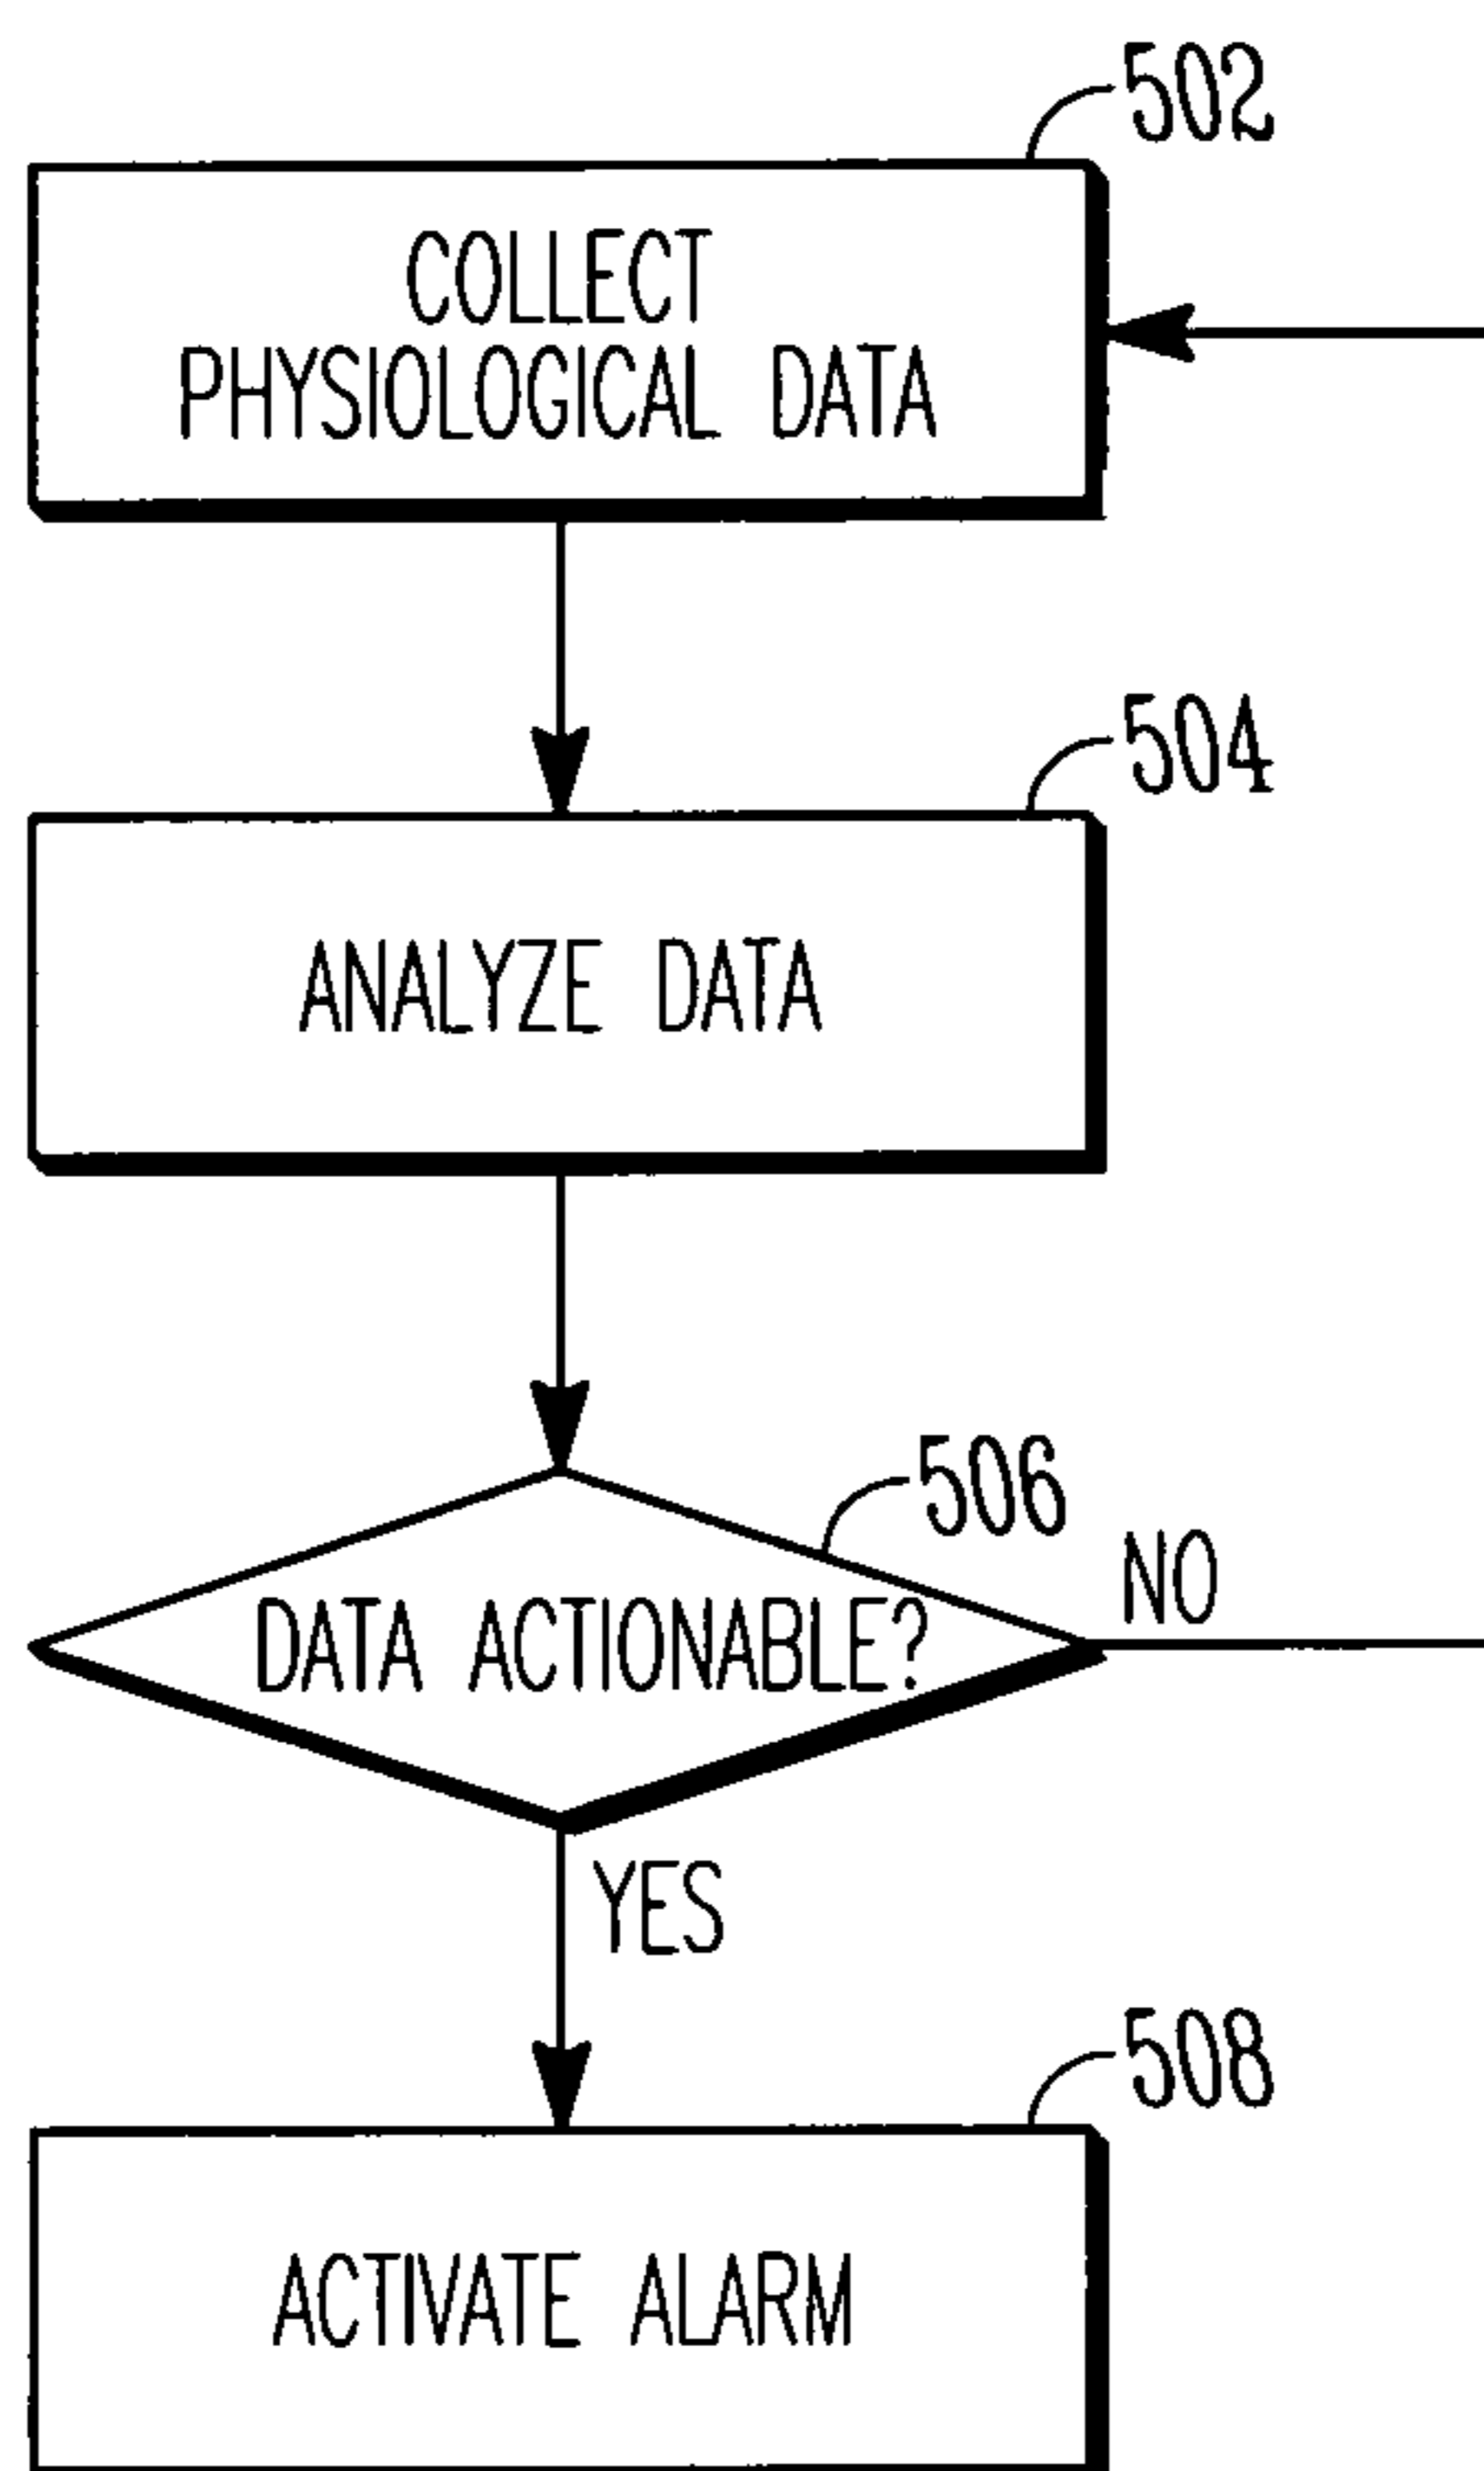 502
COLLECT
PHYSIOLOGICAL DATA
504
ANALYZE DATA
506
NO
DATA ACTIONABLE?
YES
508
ACTIVATE ALARM